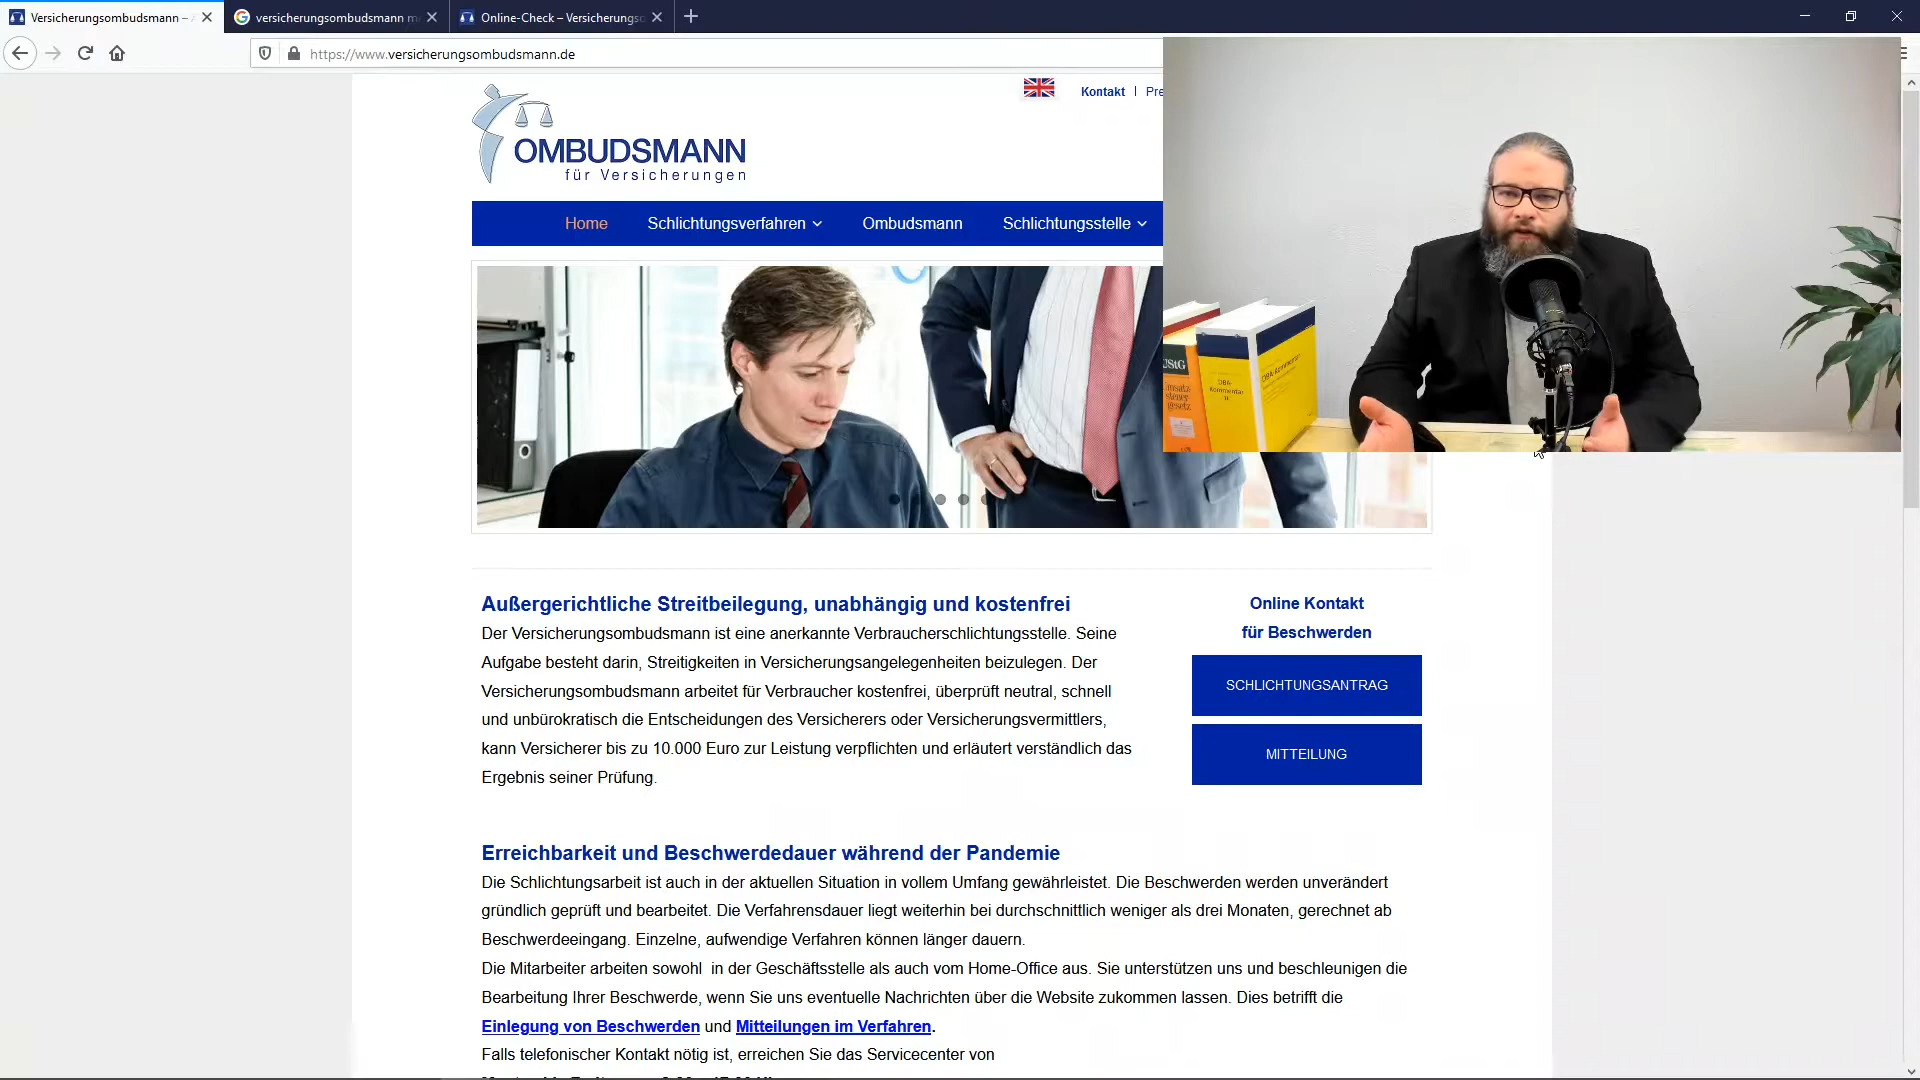 Versicherungsombudsmann –
versicherungsombudsmann m
Online-Check – Versicherungso
https://www.versicherungsombudsmann.de
Kontakt | Pre
OMBUDSMANN
für Versicherungen
Home Schlichtungsverfahren Ombudsmann Schlichtungsstelle
UStG
Umsatz
steuer
gesetz
DBA-
Kommentar
II
DBA-Kommentar
Außergerichtliche Streitbeilegung, unabhängig und kostenfrei
Der Versicherungsombudsmann ist eine anerkannte Verbraucherschlichtungsstelle. Seine
Aufgabe besteht darin, Streitigkeiten in Versicherungsangelegenheiten beizulegen. Der
Versicherungsombudsmann arbeitet für Verbraucher kostenfrei, überprüft neutral, schnell
und unbürokratisch die Entscheidungen des Versicherers oder Versicherungsvermittlers,
kann Versicherer bis zu 10.000 Euro zur Leistung verpflichten und erläutert verständlich das
Ergebnis seiner Prüfung.
Online Kontakt
für Beschwerden
SCHLICHTUNGSANTRAG
MITTEILUNG
Erreichbarkeit und Beschwerdedauer während der Pandemie
Die Schlichtungsarbeit ist auch in der aktuellen Situation in vollem Umfang gewährleistet. Die Beschwerden werden unverändert
gründlich geprüft und bearbeitet. Die Verfahrensdauer liegt weiterhin bei durchschnittlich weniger als drei Monaten, gerechnet ab
Beschwerdeeingang. Einzelne, aufwendige Verfahren können länger dauern.
Die Mitarbeiter arbeiten sowohl in der Geschäftsstelle als auch vom Home-Office aus. Sie unterstützen uns und beschleunigen die
Bearbeitung Ihrer Beschwerde, wenn Sie uns eventuelle Nachrichten über die Website zukommen lassen. Dies betrifft die
Einlegung von Beschwerden und Mitteilungen im Verfahren.
Falls telefonischer Kontakt nötig ist, erreichen Sie das Servicecenter von